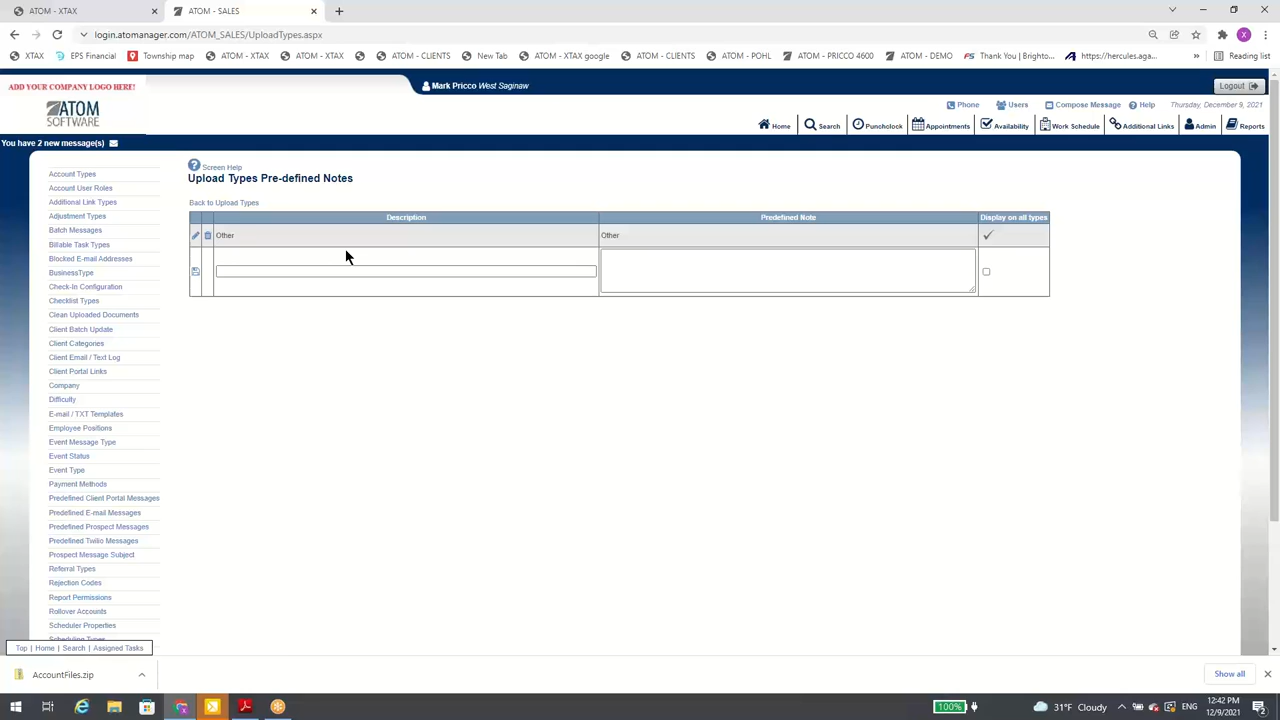 ATOM - XTAX
ATOM - SALES
login.atomanager.com/ATOM_SALES/UploadTypes.aspx
XTAX
EPS Financial
Township map
ATOM - XTAX
ATOM - XTAX
ATOM - CLIENTS
New Tab
ATOM - XTAX google
ATOM - CLIENTS
ATOM - POHL
ATOM - PRICCO 4600
ATOM - DEMO
Thank You | Brighto...
https://hercules.aga...
Reading list
ADD YOUR COMPANY LOGO HERE!
ATOM
SOFTWARE
Mark Pricco West Saginaw
Logout
Phone
Users
Compose Message
Help
Thursday, December 9, 2021
Home
Search
Punchclock
Appointments
Availability
Work Schedule
Additional Links
Admin
Reports
You have 2 new message(s)
Account Types
Account User Roles
Additional Link Types
Adjustment Types
Batch Messages
Billable Task Types
Blocked E-mail Addresses
BusinessType
Check-In Configuration
Checklist Types
Clean Uploaded Documents
Client Batch Update
Client Categories
Client Email / Text Log
Client Portal Links
Company
Difficulty
E-mail / TXT Templates
Employee Positions
Event Message Type
Event Status
Event Type
Payment Methods
Predefined Client Portal Messages
Predefined E-mail Messages
Predefined Prospect Messages
Predefined Twilio Messages
Prospect Message Subject
Referral Types
Rejection Codes
Report Permissions
Rollover Accounts
Scheduler Properties
Scheduling Types
Top | Home | Search | Assigned Tasks
Screen Help
Upload Types Pre-defined Notes
Back to Upload Types
Description
Predefined Note
Display on all types
Other
Other
AccountFiles.zip
Show all
100%
31°F Cloudy
ENG
12:42 PM
12/9/2021
2